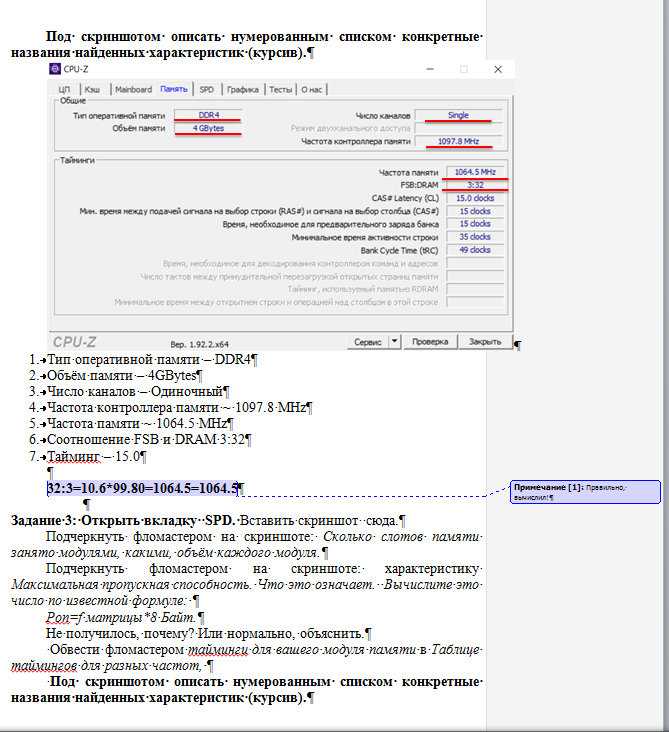 Под скриншотом описать нумерованным списком конкретные
названия найденных характеристик (курсив).¶
CPU-Z
ЦП Кэш Mainboard Память SPD Графика Тесты О нас
Общие
Тип оперативной памяти DDR4 Число каналов Single
Объём памяти 4 GBytes Режим двухканального доступа
Частота контроллера памяти 1097.8 MHz
Тайминги
Частота памяти 1064.5 MHz
FSB:DRAM 3:32
CAS# Latency (CL) 15.0 clocks
Мин. время между подачей сигнала на выбор строки (RAS#) и сигнала на выбор столбца (CAS#) 15 clocks
Время, необходимое для предварительного заряда банка 15 clocks
Минимальное время активности строки 35 clocks
Bank Cycle Time (tRC) 49 clocks
Время, необходимое для декодирования контроллером команд и адресов
Число тактов между принудительной перезагрузкой открытых страниц памяти
Тайминг, используемый памятью RDRAM
Минимальное время между открытием строки и операцией над столбцом в этой строке
CPU-Z Вер. 1.92.2.x64 Сервис Проверка Закрыть ¶
1. Тип оперативной памяти – DDR4¶
2. Объём памяти – 4GBytes¶
3. Число каналов – Одиночный¶
4. Частота контроллера памяти ~ 1097.8 MHz¶
5. Частота памяти ~ 1064.5 MHz¶
6. Соотношение FSB и DRAM 3:32¶
7. Тайминг – 15.0¶
¶
32:3=10.6*99.80=1064.5=1064.5¶
Примечание [1]: Правильно,
вычислил!¶
¶
Задание 3: Открыть вкладку SPD. Вставить скриншот сюда.¶
Подчеркнуть фломастером на скриншоте: Сколько слотов памяти
занято модулями, какими, объём каждого модуля.¶
Подчеркнуть фломастером на скриншоте: характеристику
Максимальная пропускная способность. Что это означает. Вычислите это
число по известной формуле: ¶
Pоп=f матрицы*8 Байт.¶
Не получилось, почему? Или нормально, объяснить.¶
Обвести фломастером тайминги для вашего модуля памяти в Таблице
таймингов для разных частот, ¶
Под скриншотом описать нумерованным списком конкретные
названия найденных характеристик (курсив).¶